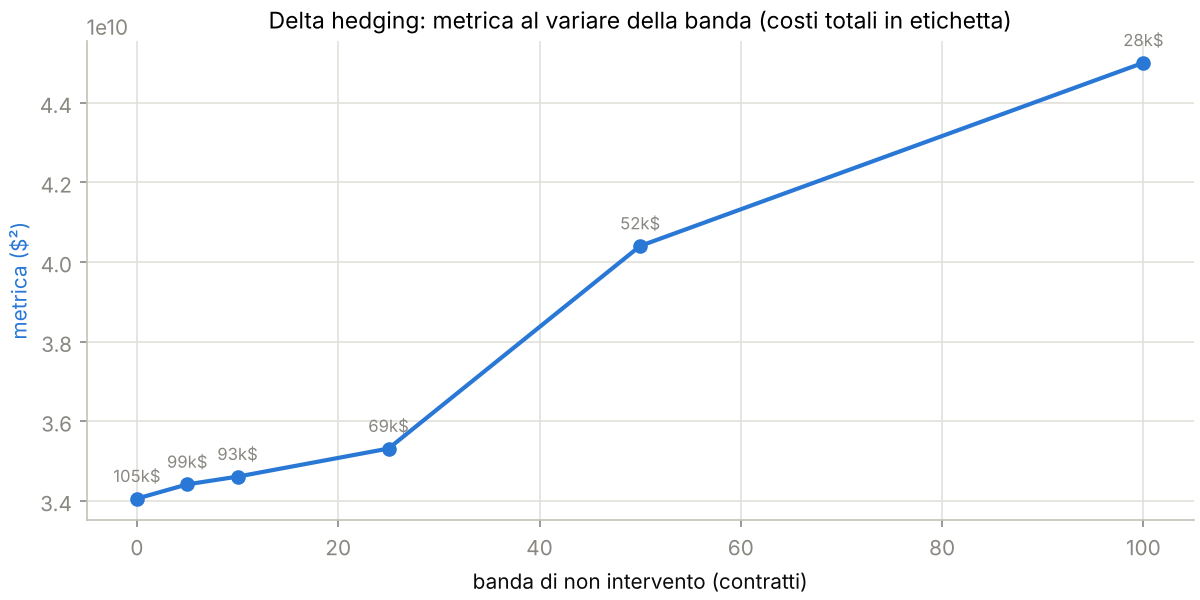 Delta hedging: metrica al variare della banda (costi totali in etichetta)
1e10
28k$
4.4
4.2
52k$
4.0
metrica ($²)
3.8
3.6
69k$
93k$
99k$
105k$
3.4
0 20 40 60 80 100
banda di non intervento (contratti)